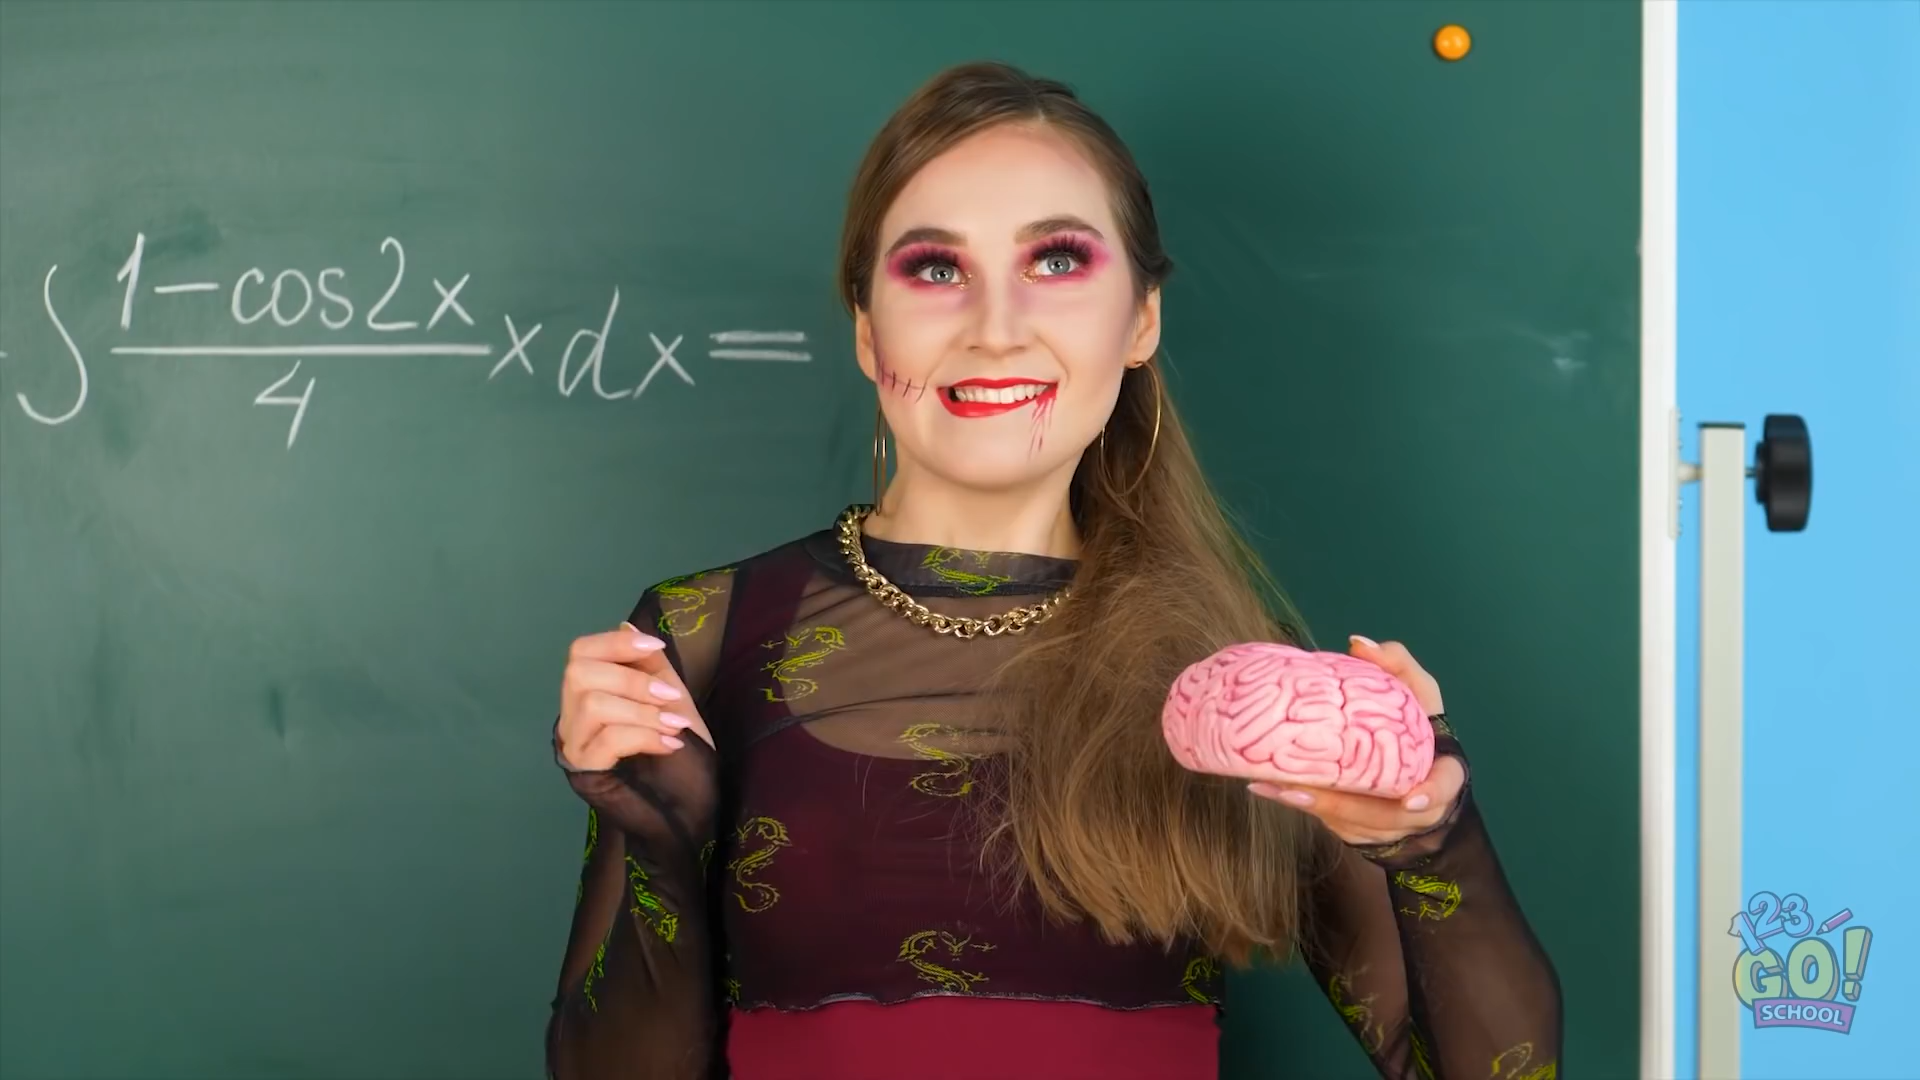 ∫ 1-cos2x/4 x dx =
123
GO!
SCHOOL